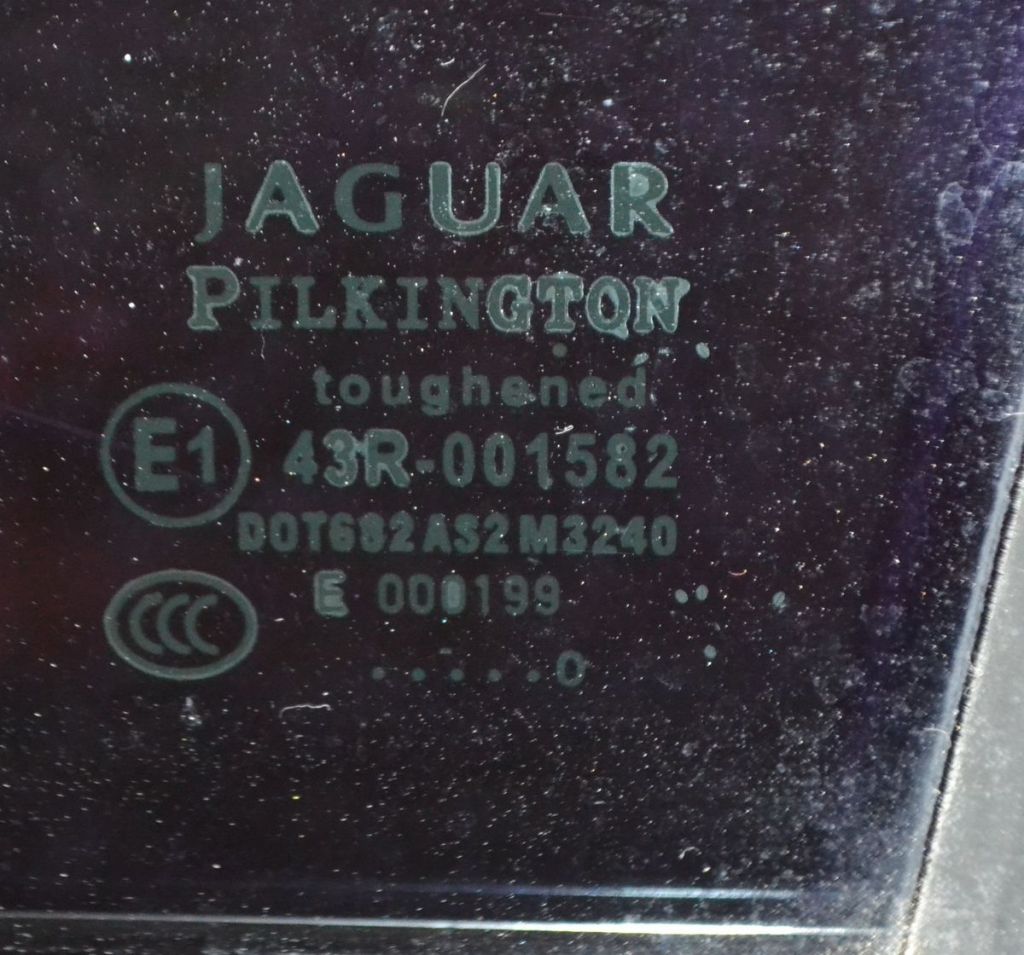 JAGUAR
PILKINGTON
toughened
E1 43R-001582
DOT682 AS2 M3240
E 000199
CCC
. . . . . 0